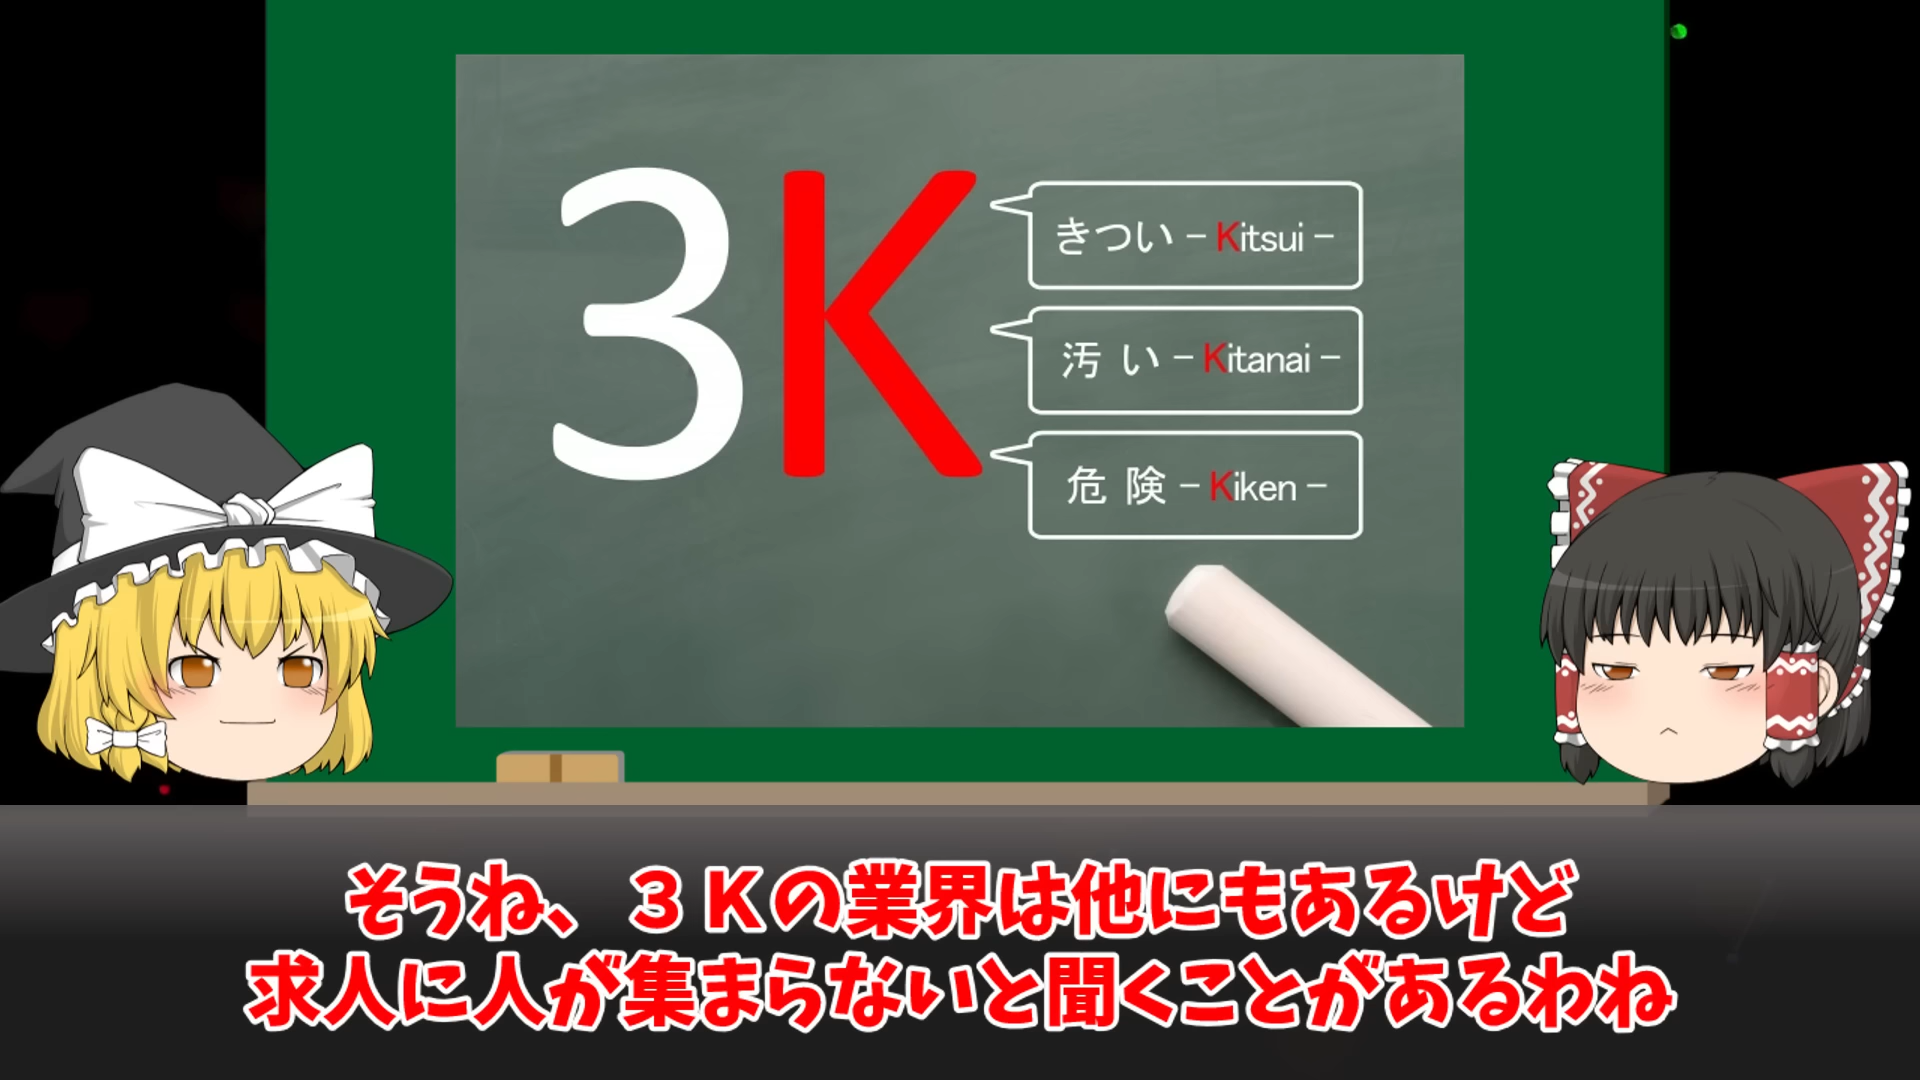 3K
きつい − Kitsui −
汚い − Kitanai −
危険 − Kiken −
そうね、３Ｋの業界は他にもあるけど
求人に人が集まらないと聞くことがあるわね